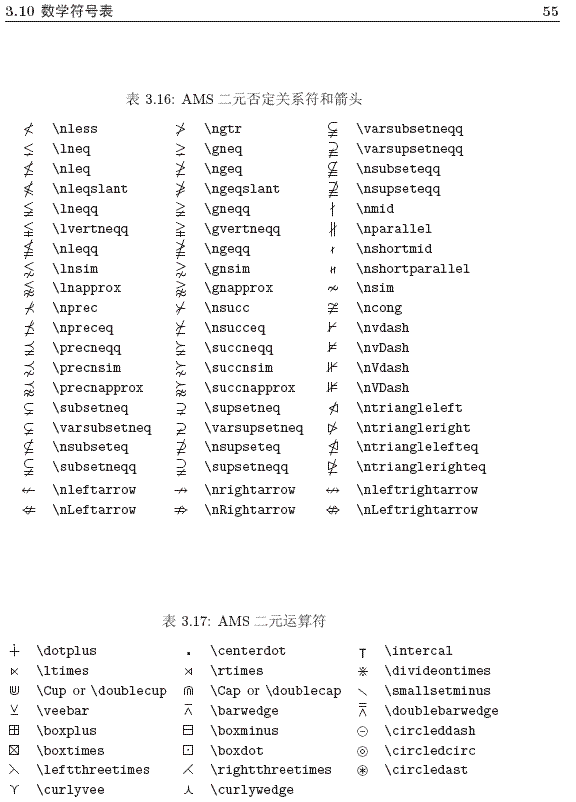 3.10 数学符号表 55
表 3.16: AMS 二元否定关系符和箭头
≮ \nless ≯ \ngtr ⫋ \varsubsetneqq
⪇ \lneq ⪈ \gneq ⫌ \varsupsetneqq
≰ \nleq ≱ \ngeq ⊈ \nsubseteqq
≰ \nleqslant ≱ \ngeqslant ⊉ \nsupseteqq
≨ \lneqq ≩ \gneqq ∤ \nmid
≨ \lvertneqq ≩ \gvertneqq ∦ \nparallel
≰ \nleqq ≱ \ngeqq ∤ \nshortmid
⋦ \lnsim ⋧ \gnsim ∦ \nshortparallel
⪉ \lnapprox ⪊ \gnapprox ≁ \nsim
⊀ \nprec ⊁ \nsucc ≇ \ncong
⋠ \npreceq ⋡ \nsucceq ⊬ \nvdash
⪵ \precneqq ⪶ \succneqq ⊭ \nvDash
⋨ \precnsim ⋩ \succnsim ⊮ \nVdash
⪹ \precnapprox ⪺ \succnapprox ⊯ \nVDash
⊊ \subsetneq ⊋ \supsetneq ⋪ \ntriangleleft
⊊ \varsubsetneq ⊋ \varsupsetneq ⋫ \ntriangleright
⊈ \nsubseteq ⊉ \nsupseteq ⋬ \ntrianglelefteq
⫋ \subsetneqq ⫌ \supsetneqq ⋭ \ntrianglerighteq
↚ \nleftarrow ↛ \nrightarrow ↮ \nleftrightarrow
⇍ \nLeftarrow ⇏ \nRightarrow ⇎ \nLeftrightarrow
表 3.17: AMS 二元运算符
∔ \dotplus ⋅ \centerdot ⊺ \intercal
⋉ \ltimes ⋊ \rtimes ⋇ \divideontimes
⋓ \Cup or \doublecup ⋒ \Cap or \doublecap ∖ \smallsetminus
⊻ \veebar ⊼ \barwedge ⩞ \doublebarwedge
⊞ \boxplus ⊟ \boxminus ⊝ \circleddash
⊠ \boxtimes ⊡ \boxdot ⊚ \circledcirc
⋋ \leftthreetimes ⋌ \rightthreetimes ⊛ \circledast
⋎ \curlyvee ⋏ \curlywedge